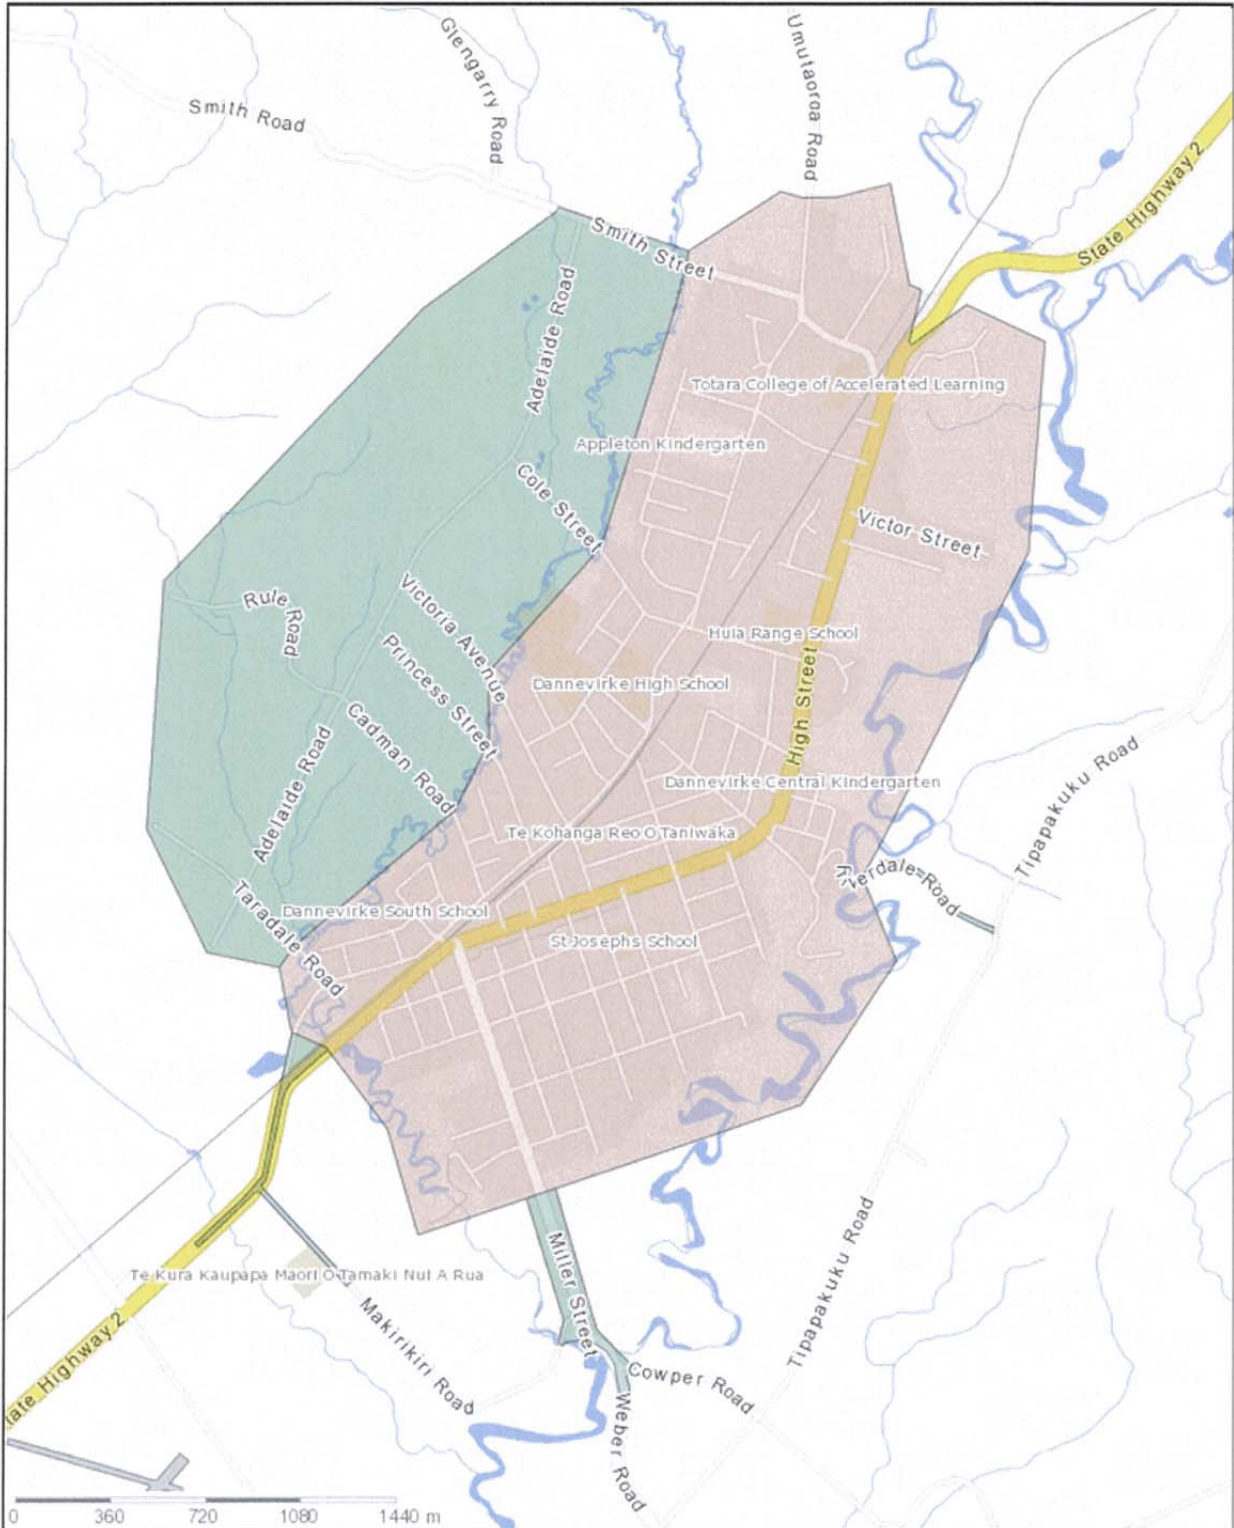 Glengarry Road
Umutaoroa Road
Smith Road
State Highway 2
Smith Street
Adelaide Road
Totara College of Accelerated Learning
Appleton Kindergarten
Cole Street
Victor Street
Victoria Avenue
Rule Road
Huia Range School
Princess Street
Dannevirke High School
High Street
Cadman Road
Adelaide Road
Tipapakuku Road
Dannevirke Central Kindergarten
Te Kohanga Reo O Taniwaka
Riverdale Road
Taradale Road
Dannevirke South School
St Josephs School
Te Kura Kaupapa Maori O Tamaki Nui A Rua
Miller Street
Tipapakuku Road
Makirikiri Road
ate Highway 2
Cowper Road
Weber Road
0 360 720 1080 1440 m